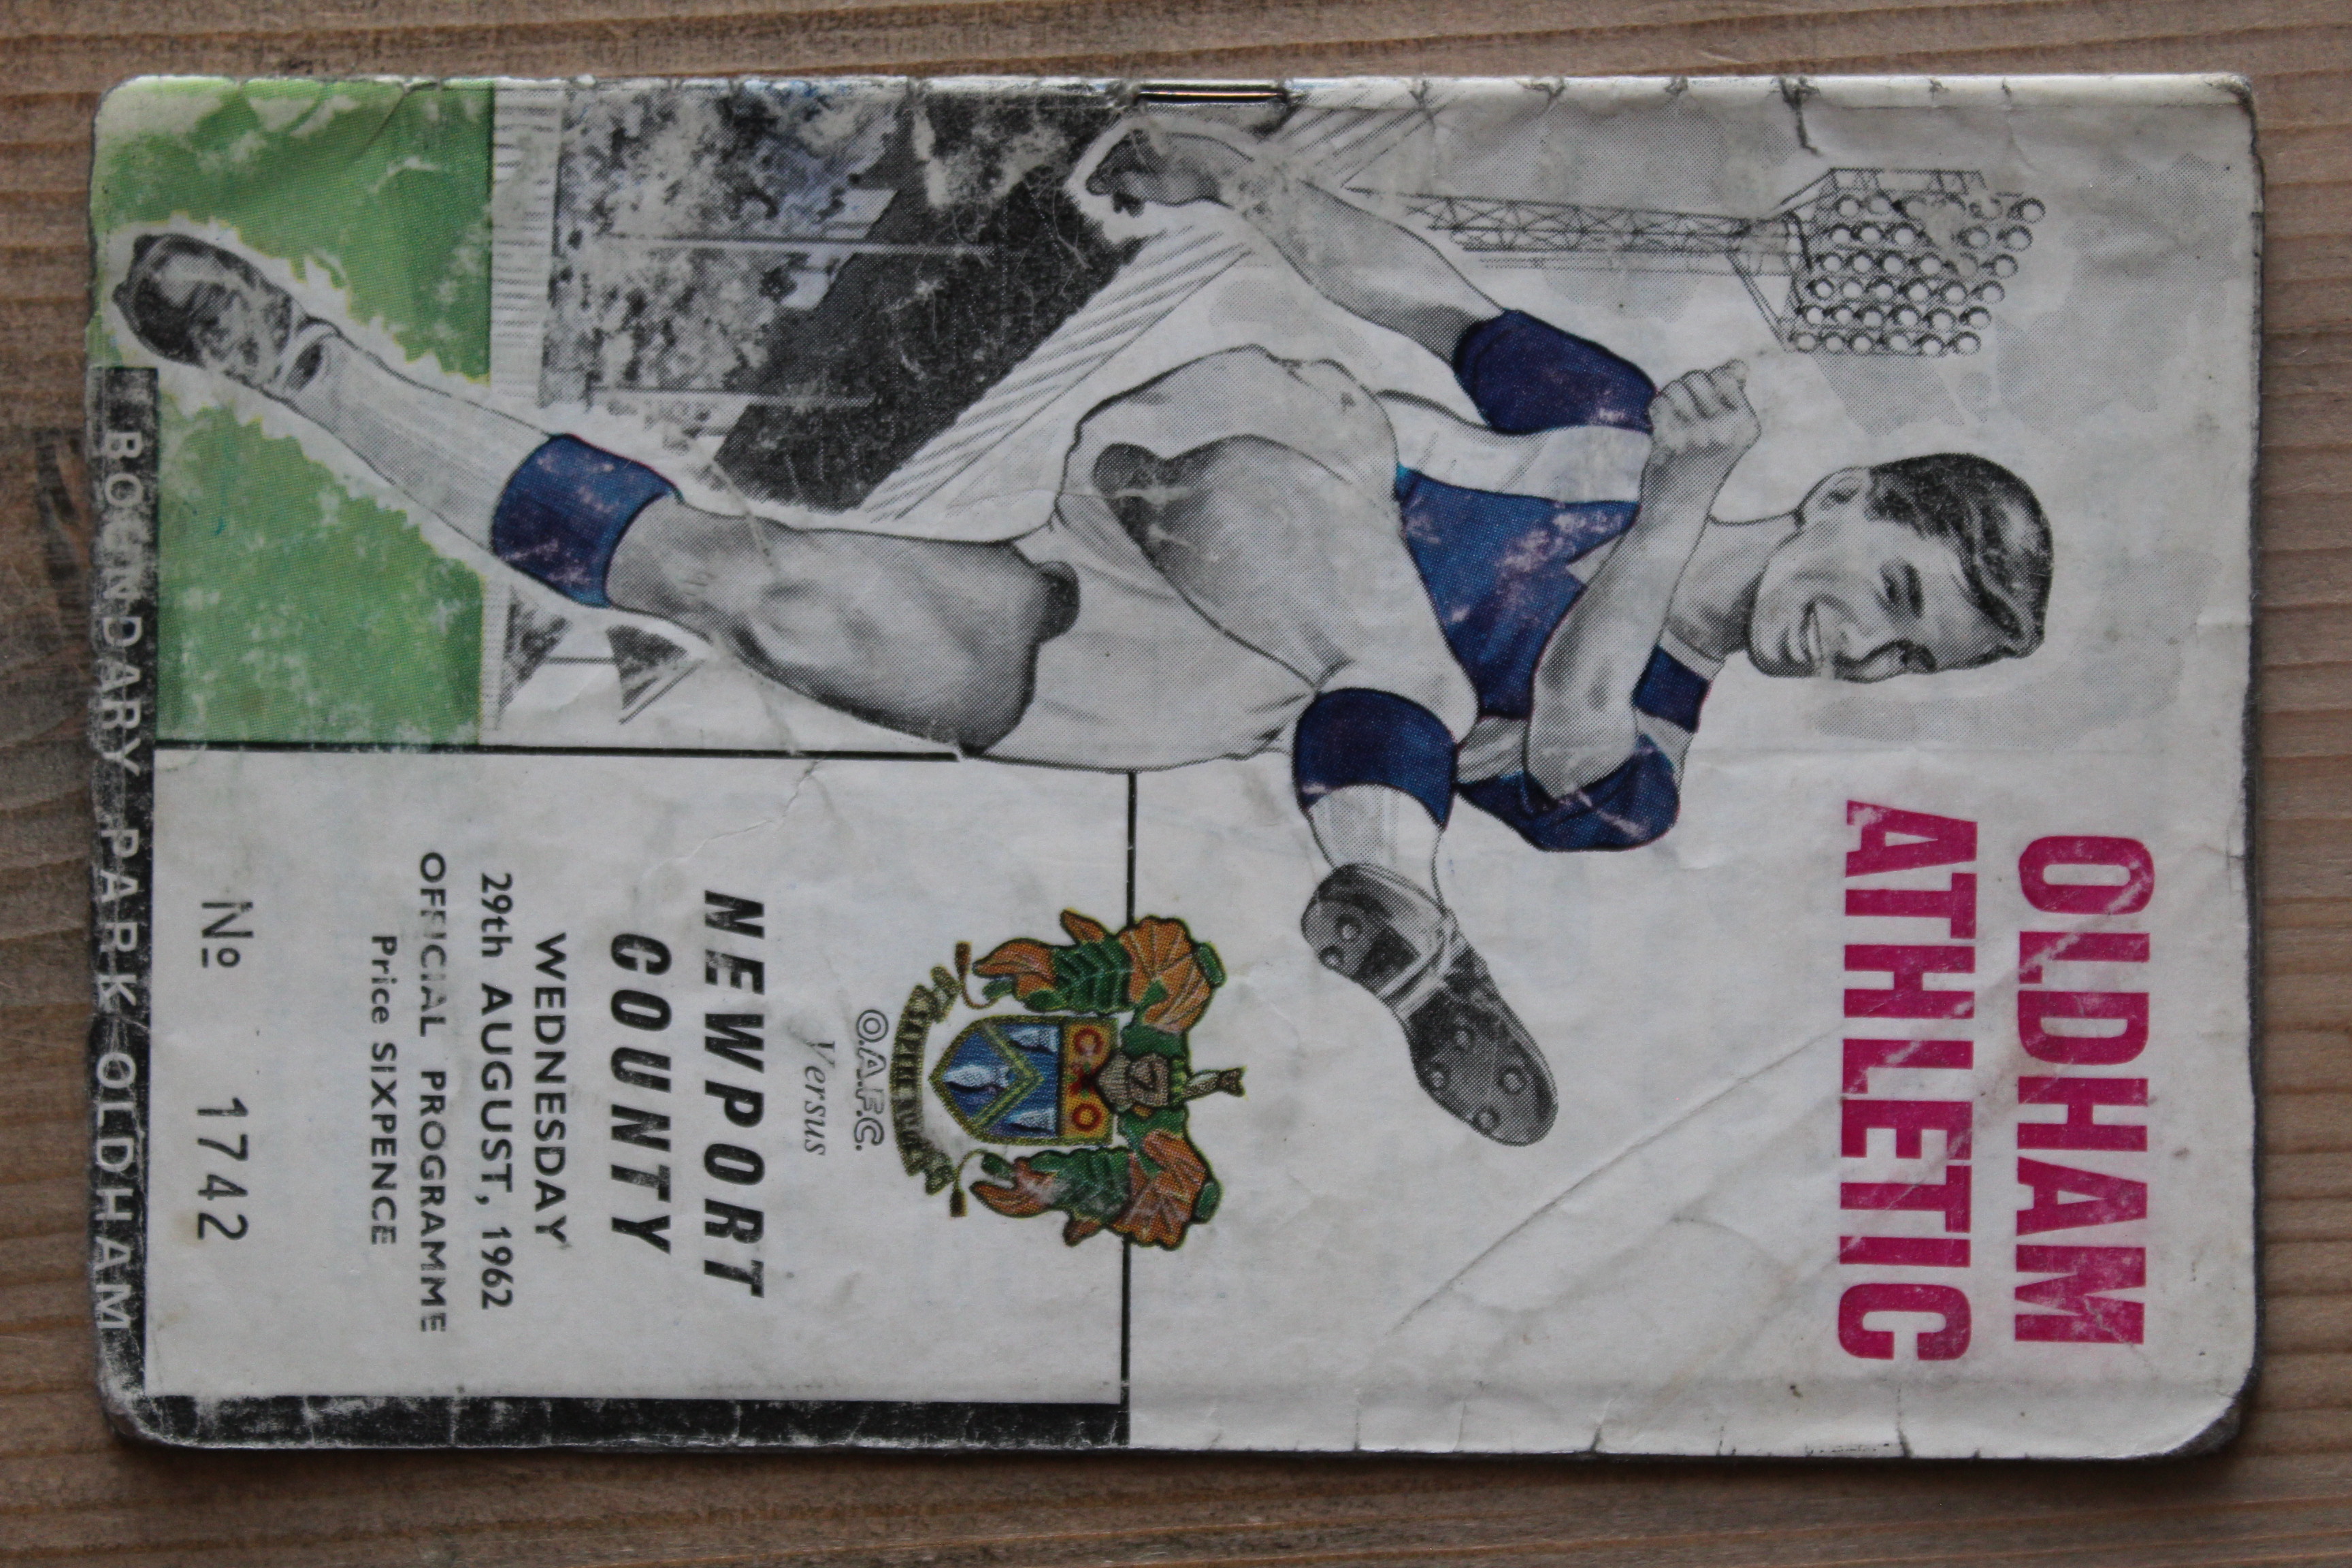 OLDHAM
ATHLETIC
O.A.F.C.
Versus
NEWPORT
COUNTY
WEDNESDAY
29th AUGUST, 1962
OFFICIAL PROGRAMME
Price SIXPENCE
No 1742
BOUNDARY PARK OLDHAM